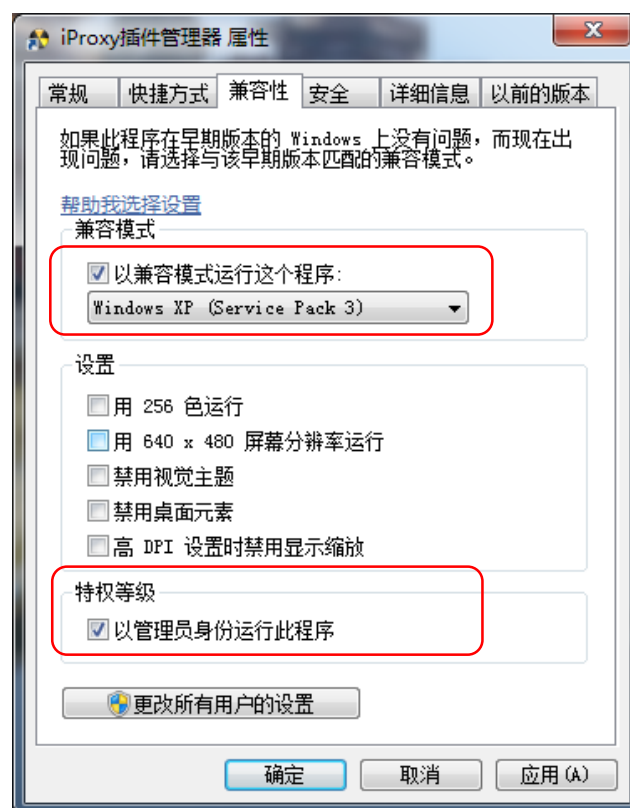 iProxy插件管理器 属性
常规 快捷方式 兼容性 安全 详细信息 以前的版本
如果此程序在早期版本的 Windows 上没有问题，而现在出
现问题，请选择与该早期版本匹配的兼容模式。
帮助我选择设置
兼容模式
以兼容模式运行这个程序:
Windows XP (Service Pack 3)
设置
用 256 色运行
用 640 x 480 屏幕分辨率运行
禁用视觉主题
禁用桌面元素
高 DPI 设置时禁用显示缩放
特权等级
以管理员身份运行此程序
更改所有用户的设置
确定 取消 应用(A)